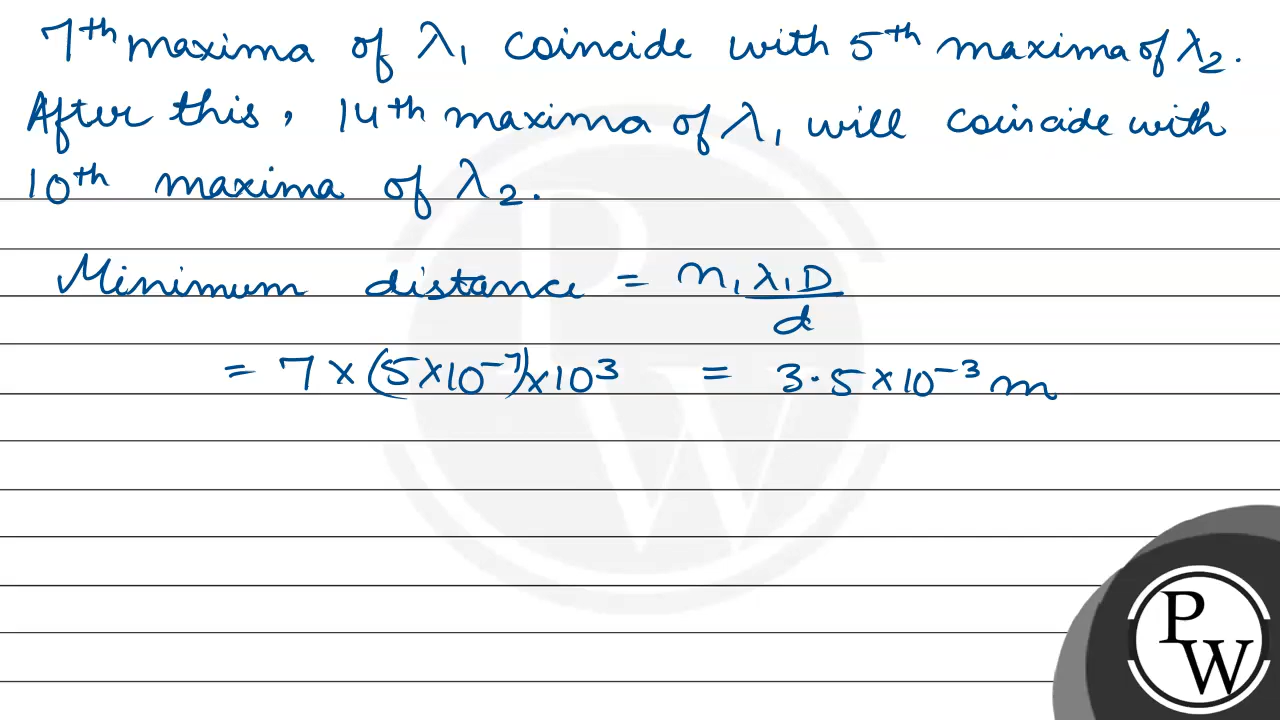 7th maxima of λ1 coincide with 5th maxima of λ2.
After this, 14th maxima of λ1 will coincide with
10th maxima of λ2.
Minimum distance = n1λ1D/d
= 7 × (5×10⁻⁷) × 10³ = 3.5 × 10⁻³ m
PW
PW